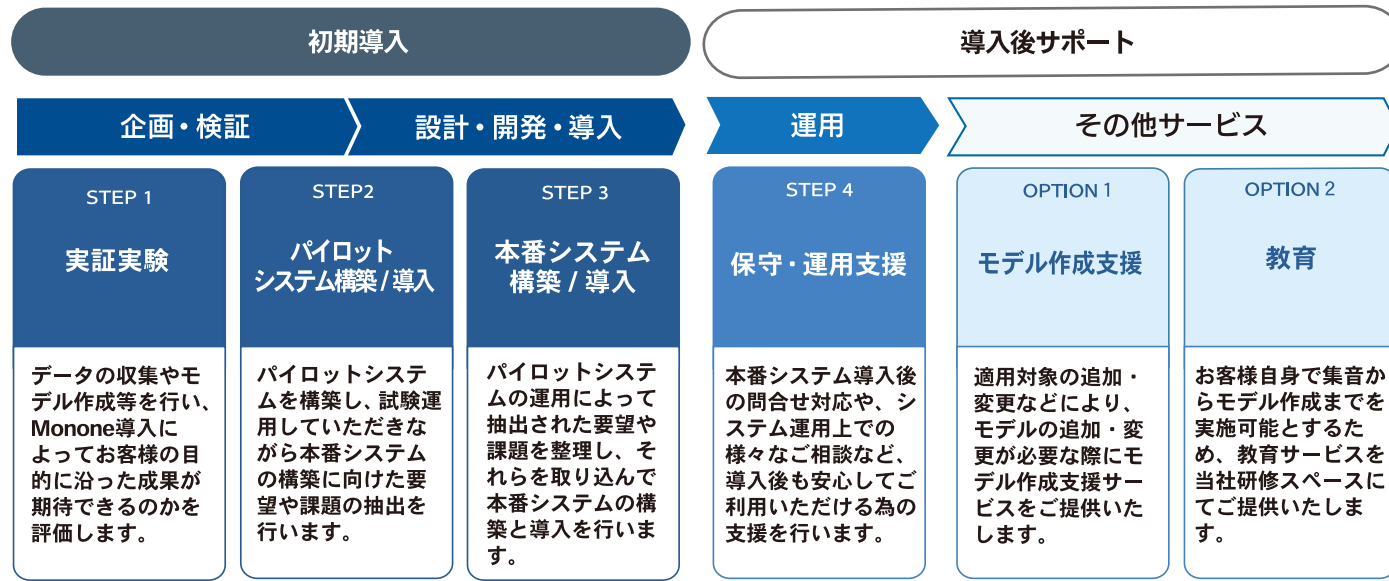 初期導入
導入後サポート
企画・検証
設計・開発・導入
運用
その他サービス
STEP 1
実証実験
データの収集やモ
デル作成等を行い、
Monone導入に
よってお客様の目
的に沿った成果が
期待できるのかを
評価します。
STEP2
パイロット
システム構築 / 導入
パイロットシステ
ムを構築し、試験運
用していただきな
がら本番システム
の構築に向けた要
望や課題の抽出を
行います。
STEP 3
本番システム
構築 / 導入
パイロットシステ
ムの運用によって
抽出された要望や
課題を整理し、そ
れらを取り込んで
本番システムの構
築と導入を行いま
す。
STEP 4
保守・運用支援
本番システム導入後
の問合せ対応や、シ
ステム運用上での
様々なご相談など、
導入後も安心してご
利用いただける為の
支援を行います。
OPTION 1
モデル作成支援
適用対象の追加・
変更などにより、
モデルの追加・変
更が必要な際にモ
デル作成支援サー
ビスをご提供いた
します。
OPTION 2
教育
お客様自身で集音か
らモデル作成までを
実施可能とするた
め、教育サービスを
当社研修スペースに
てご提供いたしま
す。